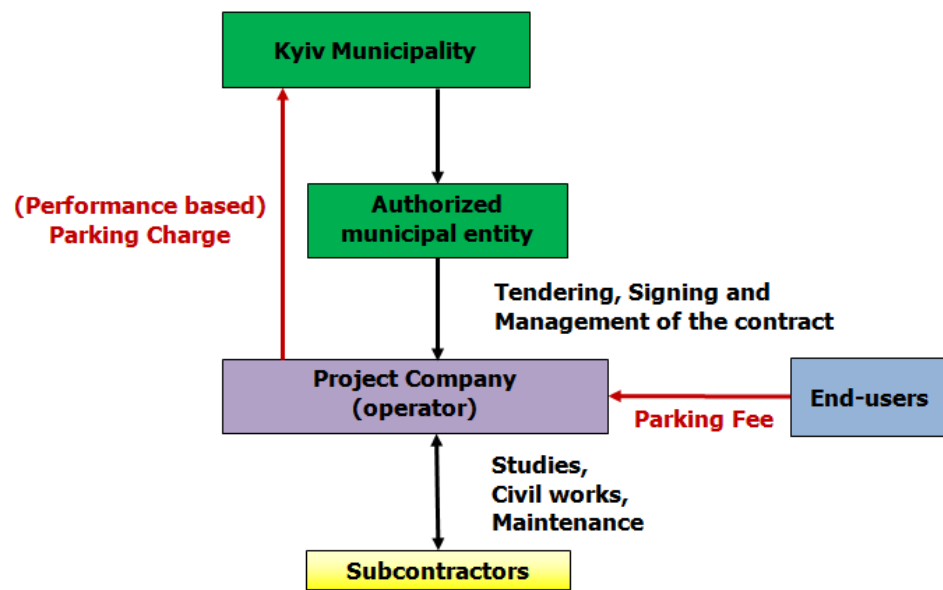 Kyiv Municipality
(Performance based)
Parking Charge
Authorized
municipal entity
Tendering, Signing and
Management of the contract
Project Company
(operator)
End-users
Parking Fee
Studies,
Civil works,
Maintenance
Subcontractors